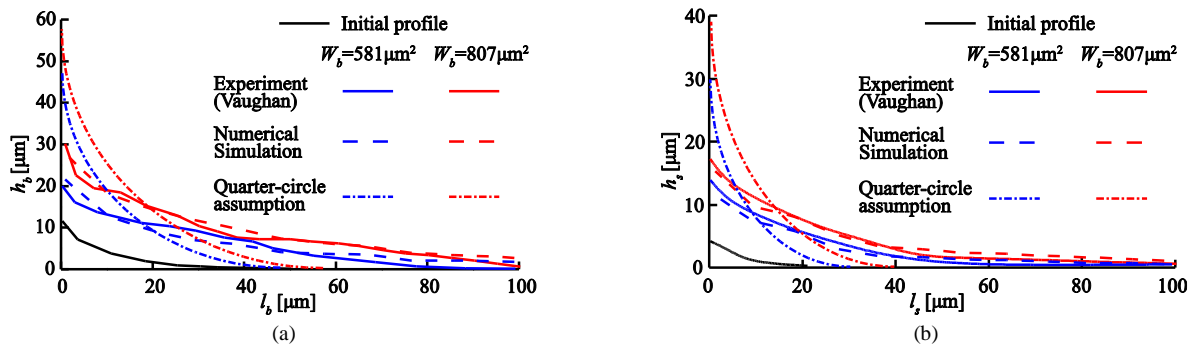 (a)
60
50
40
30
20
10
0
h_b [μm]
0 20 40 60 80 100
l_b [μm]
Initial profile
W_b=581μm² W_b=807μm²
Experiment
(Vaughan)
Numerical
Simulation
Quarter-circle
assumption
(a)
(b)
40
30
20
10
0
h_s [μm]
0 20 40 60 80 100
l_s [μm]
Initial profile
W_b=581μm² W_b=807μm²
Experiment
(Vaughan)
Numerical
Simulation
Quarter-circle
assumption
(b)